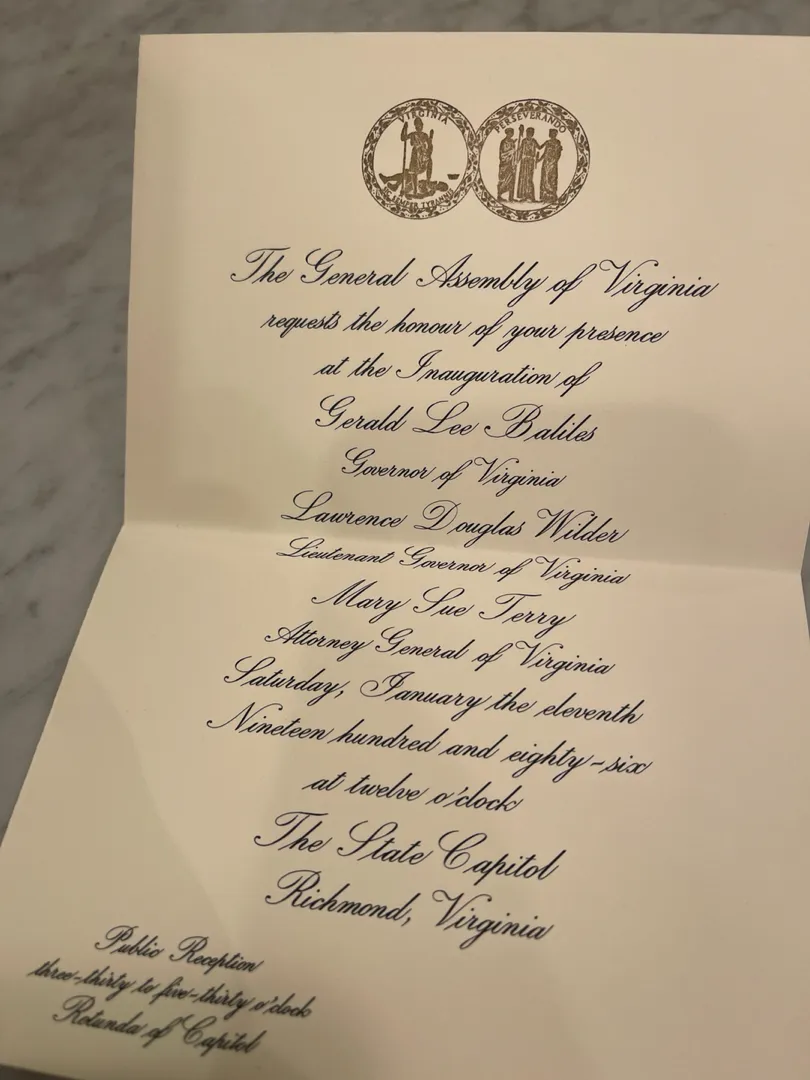 VIRGINIA
SEMPER TYRANNIS
PERSEVERANDO
The General Assembly of Virginia
requests the honour of your presence
at the Inauguration of
Gerald Lee Baliles
Governor of Virginia
Lawrence Douglas Wilder
Lieutenant Governor of Virginia
Mary Sue Terry
Attorney General of Virginia
Saturday, January the eleventh
Nineteen hundred and eighty-six
at twelve o'clock
The State Capitol
Richmond, Virginia
Public Reception
three-thirty to five-thirty o'clock
Rotunda of Capitol